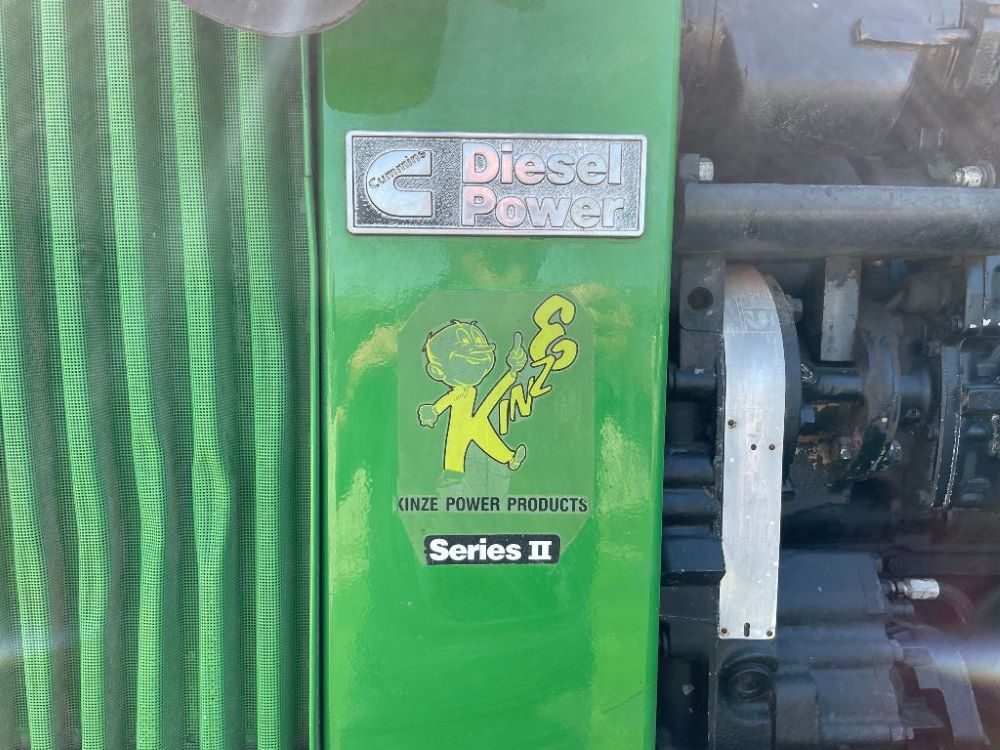 Cummins
Diesel
Power
KINZE
KINZE POWER PRODUCTS
Series II